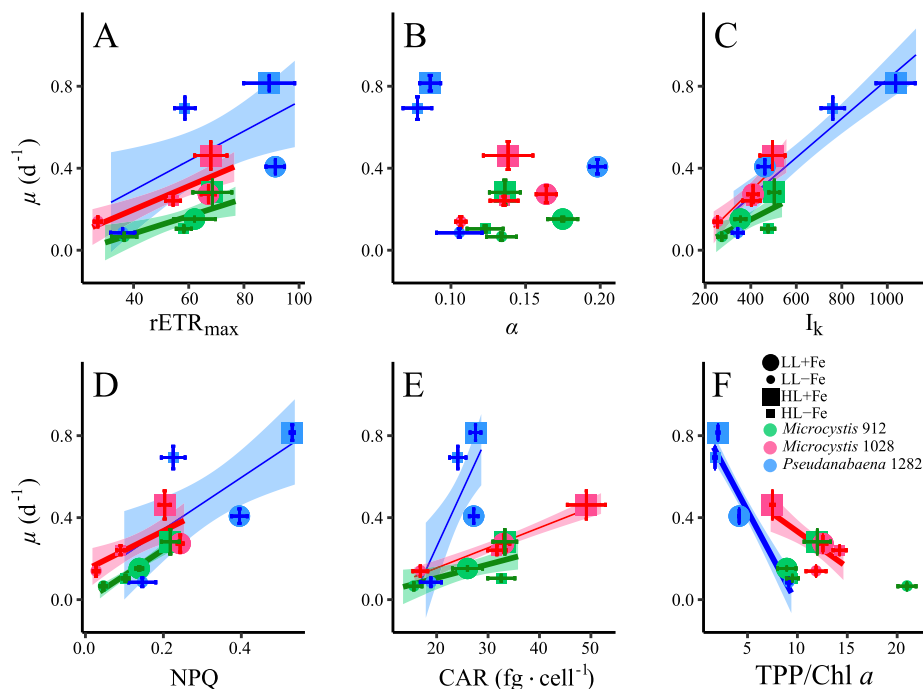 A
B
C
μ (d⁻¹)
0.8
0.4
0.0
40 60 80 100
0.10 0.15 0.20
200 400 600 800 1000
rETRmax
α
Ik
D
E
F
LL+Fe
LL−Fe
HL+Fe
HL−Fe
Microcystis 912
Microcystis 1028
Pseudanabaena 1282
μ (d⁻¹)
0.8
0.4
0.0
0.0 0.2 0.4
20 30 40 50
5 10 15 20
NPQ
CAR (fg · cell⁻¹)
TPP/Chl a